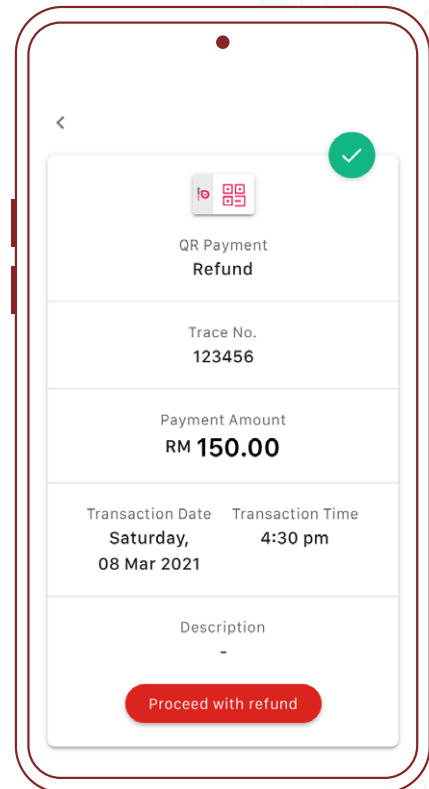 QR Payment
Refund
Trace No.
123456
Payment Amount
RM 150.00
Transaction Date Transaction Time
Saturday, 4:30 pm
08 Mar 2021
Description
-
Proceed with refund